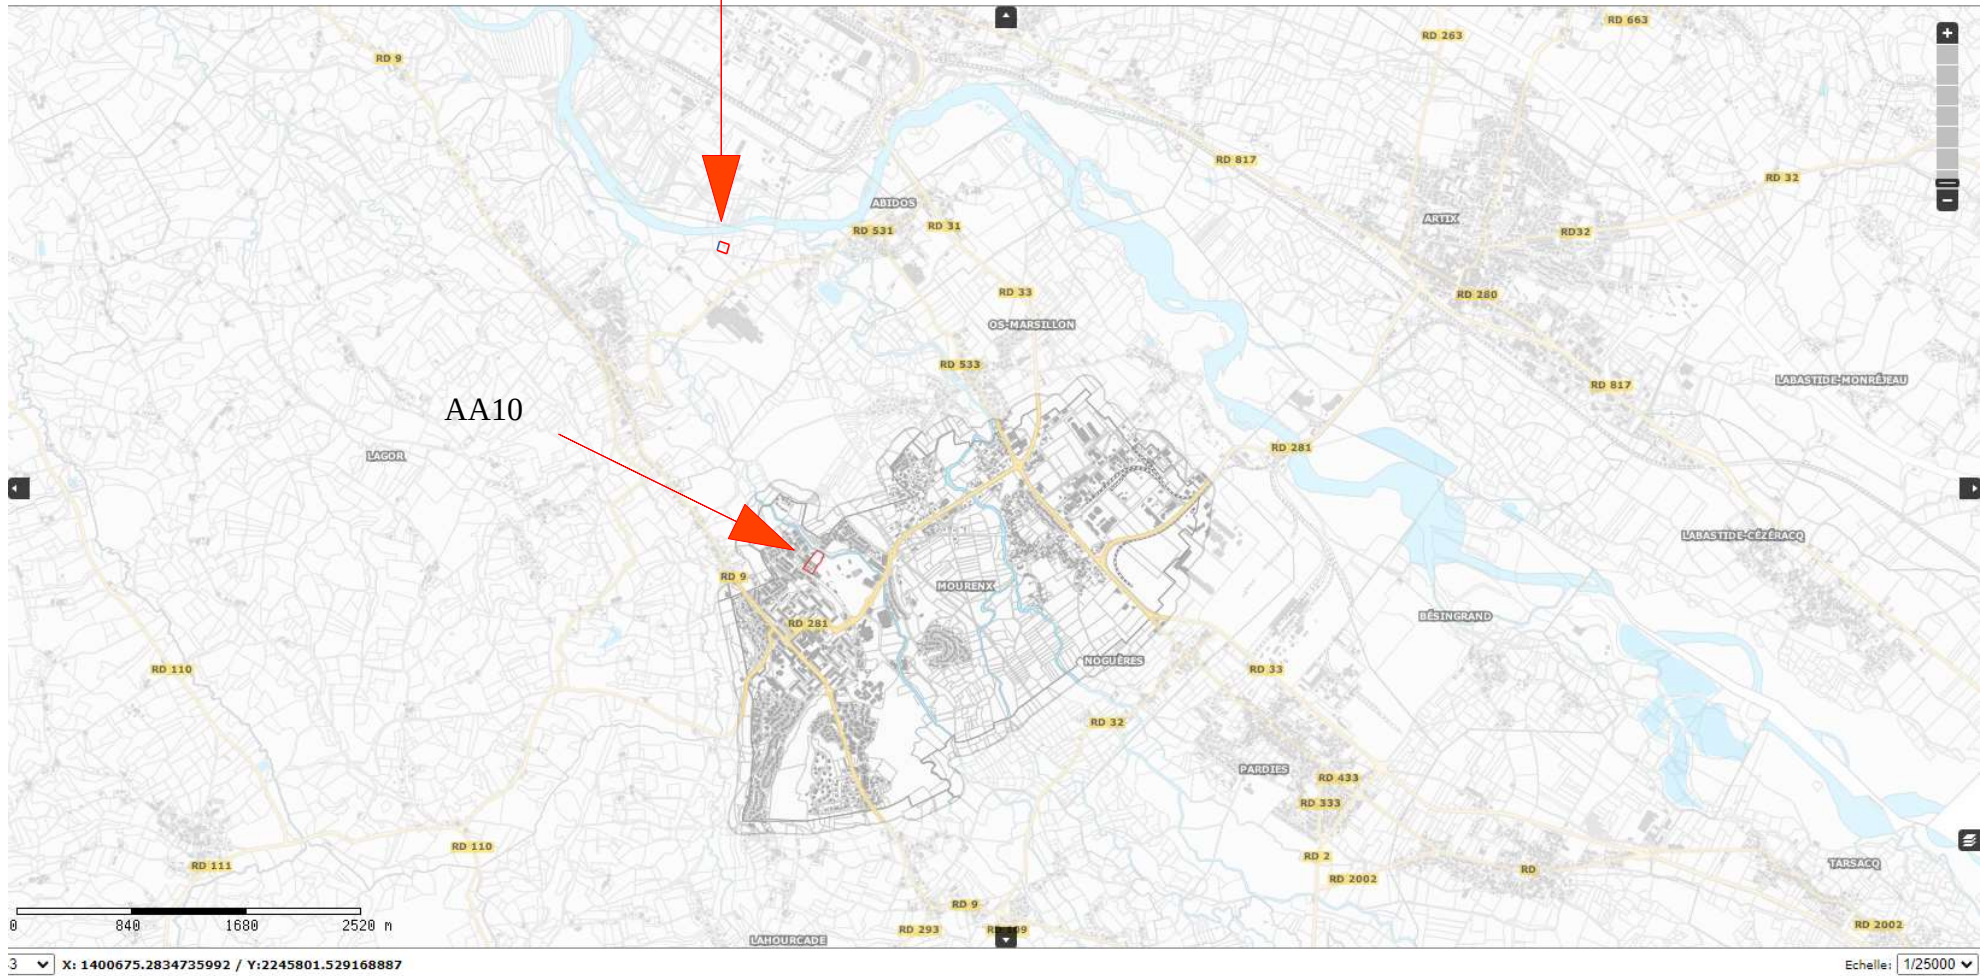 RD 663
RD 263
RD 9
RD 817
RD 32
ABIDOS
ARTIX
RD 531
RD 31
RD32
RD 33
RD 280
OS-MARSILLON
RD 533
LABASTIDE-MONRÉJEAU
RD 817
AA10
RD 281
LAGOR
LABASTIDE-CÉZÉRACQ
RD 9
MOURENX
BÉSINGRAND
RD 281
NOGUÈRES
RD 110
RD 33
RD 32
PARDIES
RD 433
RD 333
RD 110
RD 2
RD 111
TARSACQ
RD
RD 2002
RD 9
0 840 1680 2520 m
RD 293
RD 2002
LAHOURCADE
X: 1400675.2834735992 / Y:2245801.529168887
Echelle: 1/25000